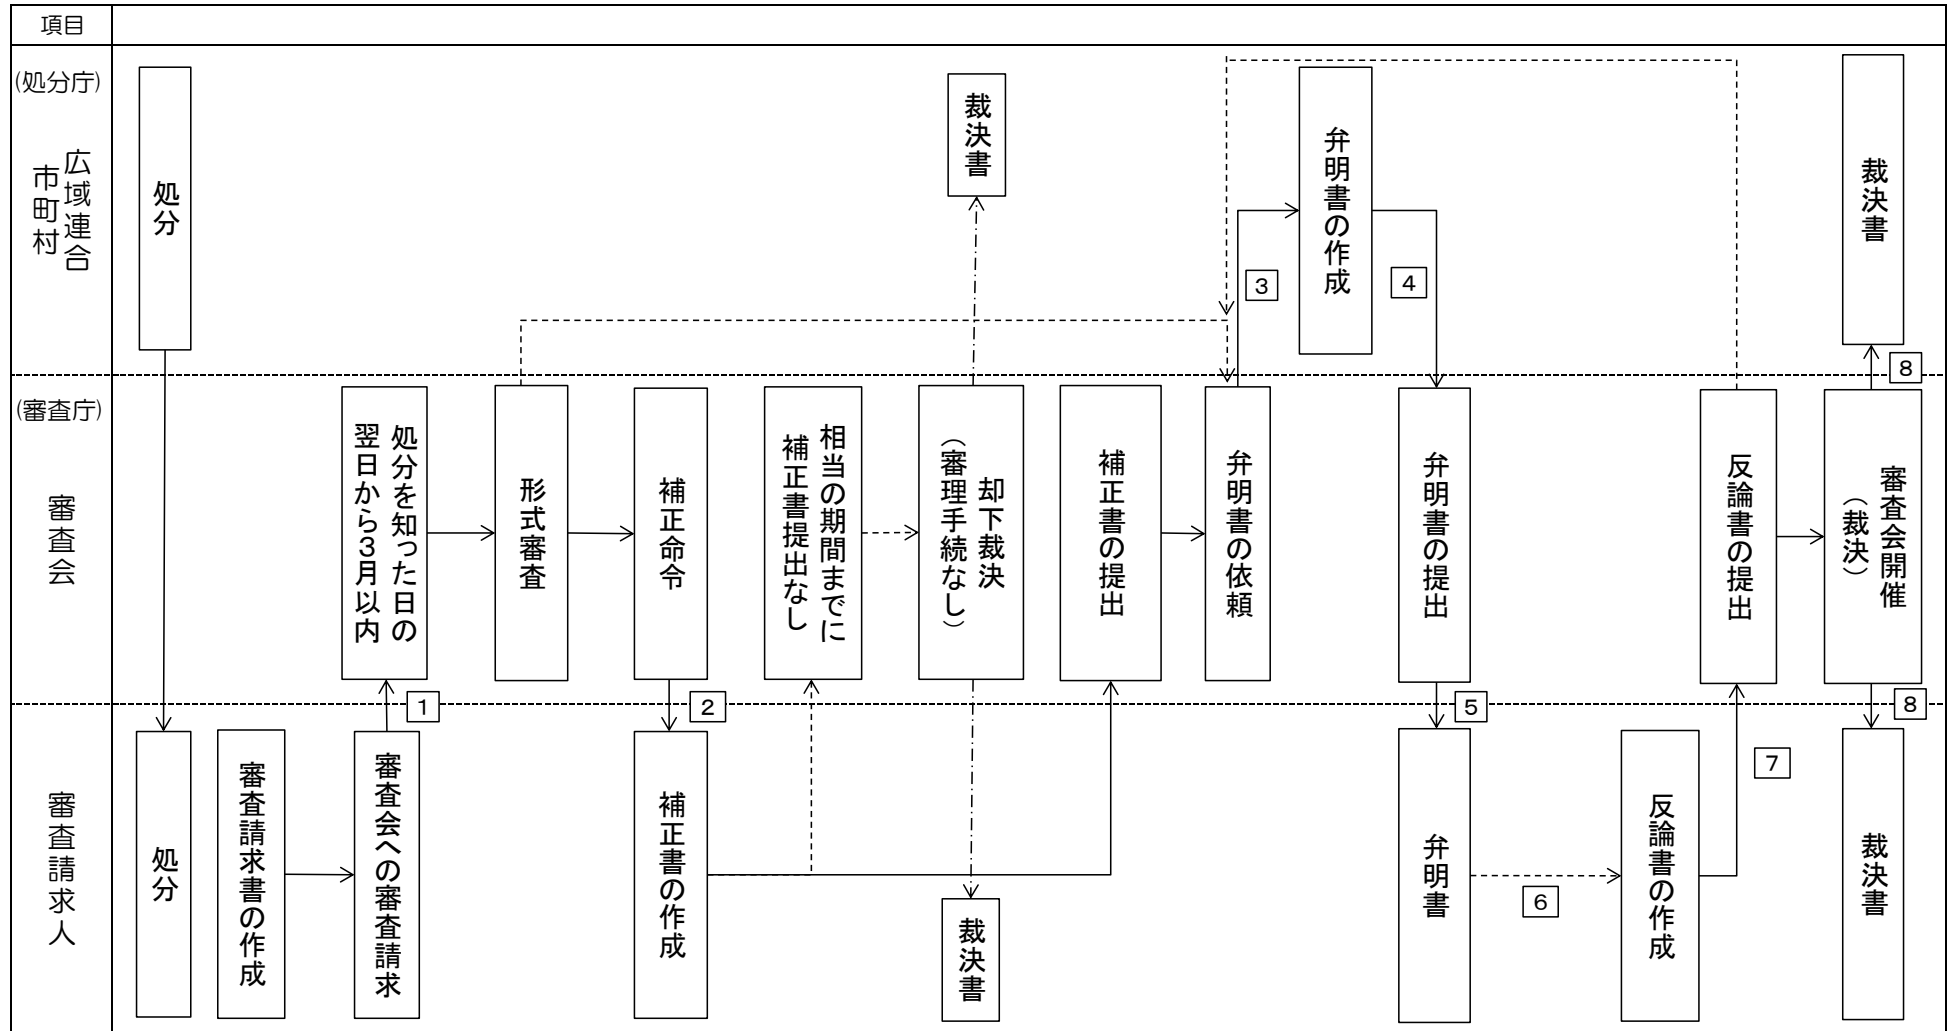 項目
(処分庁)
広域連合
市町村
処分
裁決書
弁明書の作成
裁決書
3
4
8
(審査庁)
審査会
処分を知った日の
翌日から3月以内
形式審査
補正命令
相当の期間までに
補正書提出なし
却下裁決
(審理手続なし)
補正書の提出
弁明書の依頼
弁明書の提出
反論書の提出
審査会開催
(裁決)
1
2
5
8
審査請求人
処分
審査請求書の作成
審査会への審査請求
補正書の作成
裁決書
弁明書
6
反論書の作成
7
裁決書